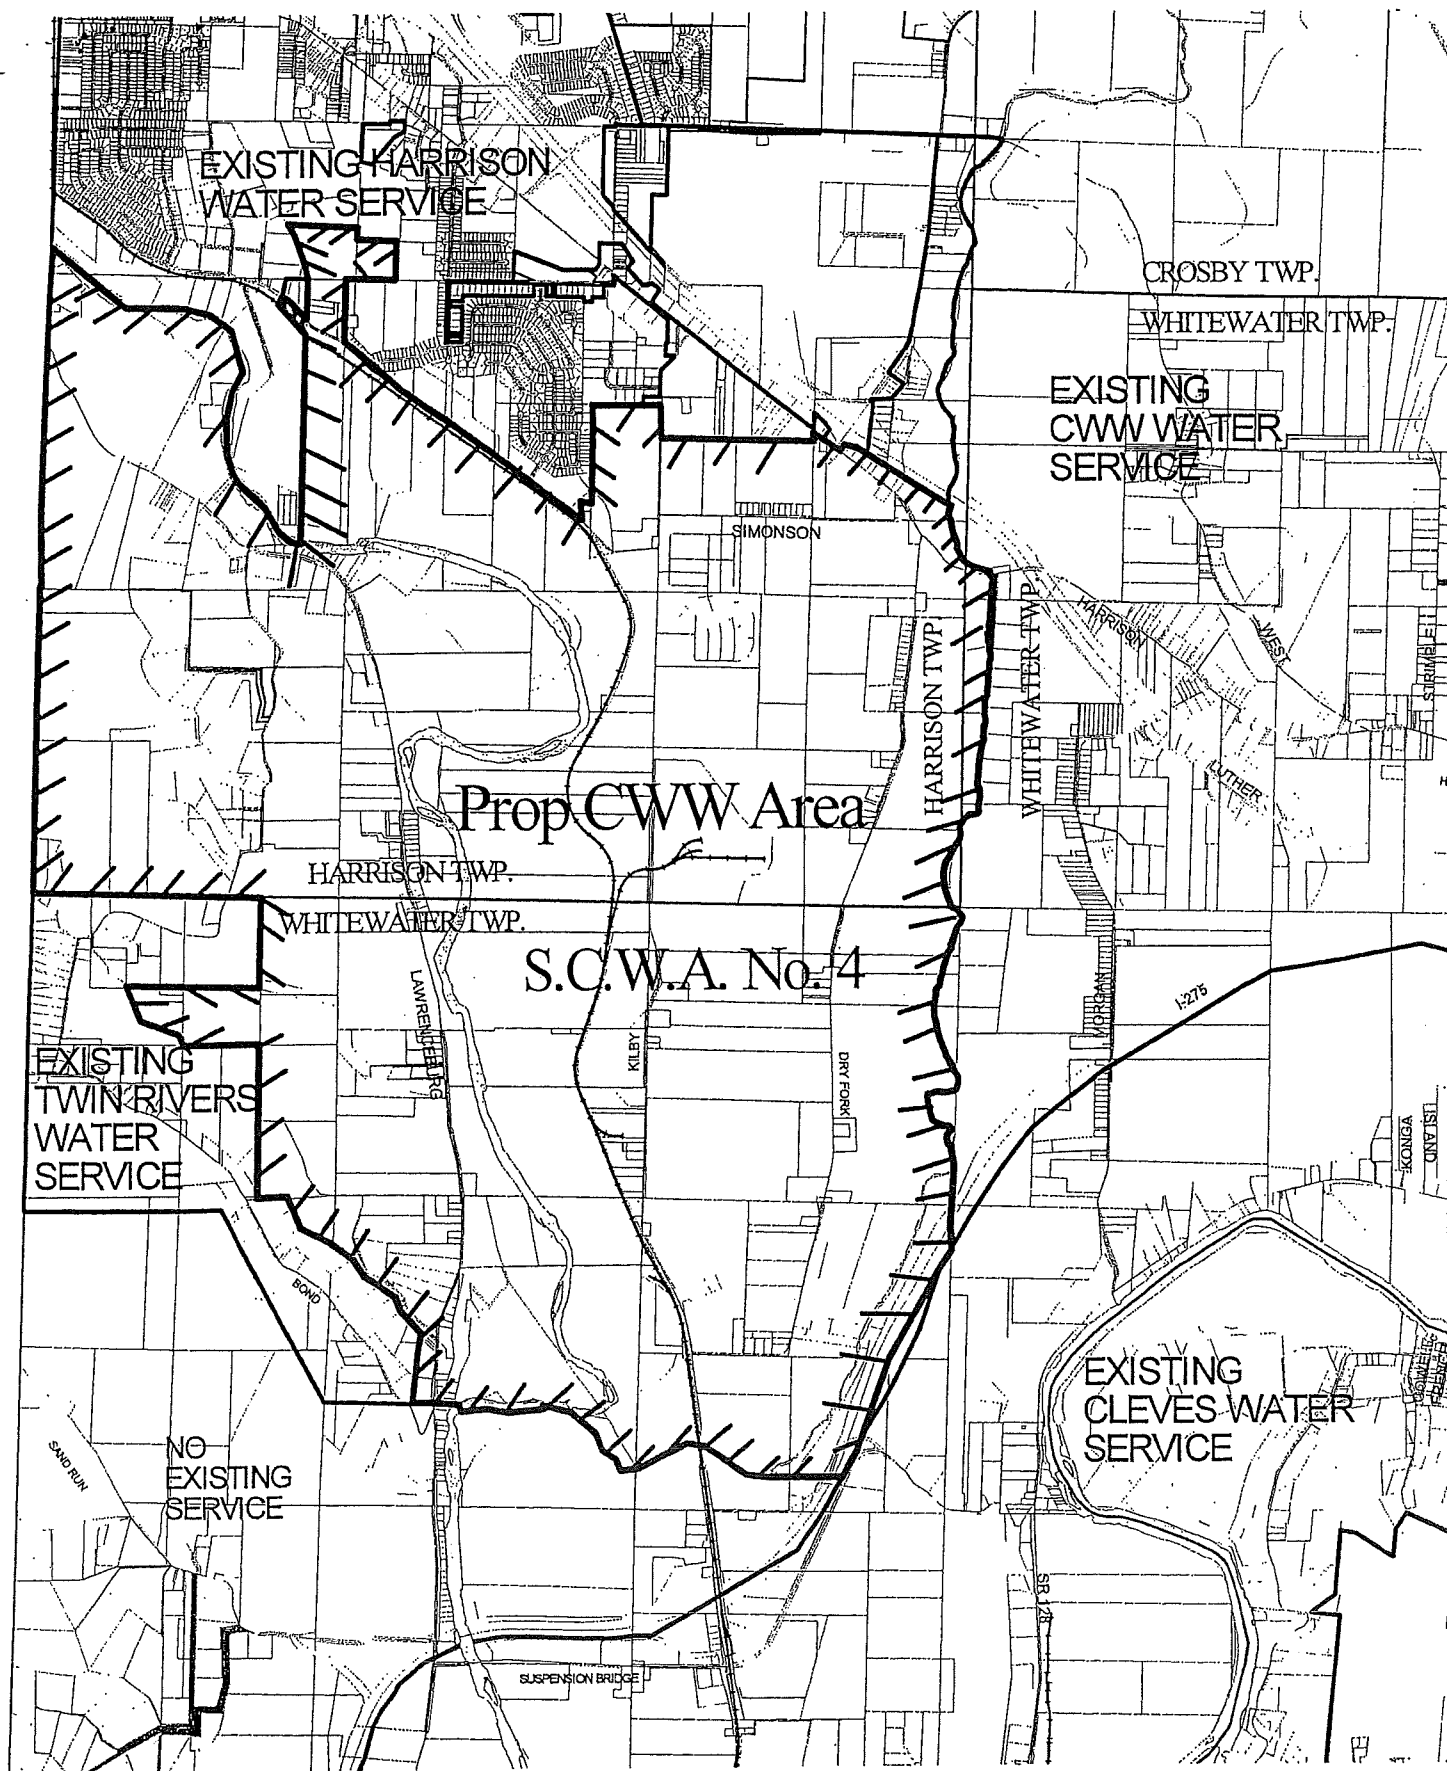 EXISTING HARRISON
WATER SERVICE
CROSBY TWP.
WHITEWATER TWP.
EXISTING
CWW WATER
SERVICE
SIMONSON
HARRISON TWP.
WHITEWATER TWP.
HARRISON
WEST
STRIMPLE
LUTHER
Prop CWW Area
HARRISON TWP.
WHITEWATER TWP.
S.C.W.A. No. 4
LAWRENCEBURG
KILBY
DRY FORK
MORGAN
I-275
EXISTING
TWIN RIVERS
WATER
SERVICE
KONGA
ISLAND
BOND
EXISTING
CLEVES WATER
SERVICE
SAND RUN
NO
EXISTING
SERVICE
SR 128
SUSPENSION BRIDGE